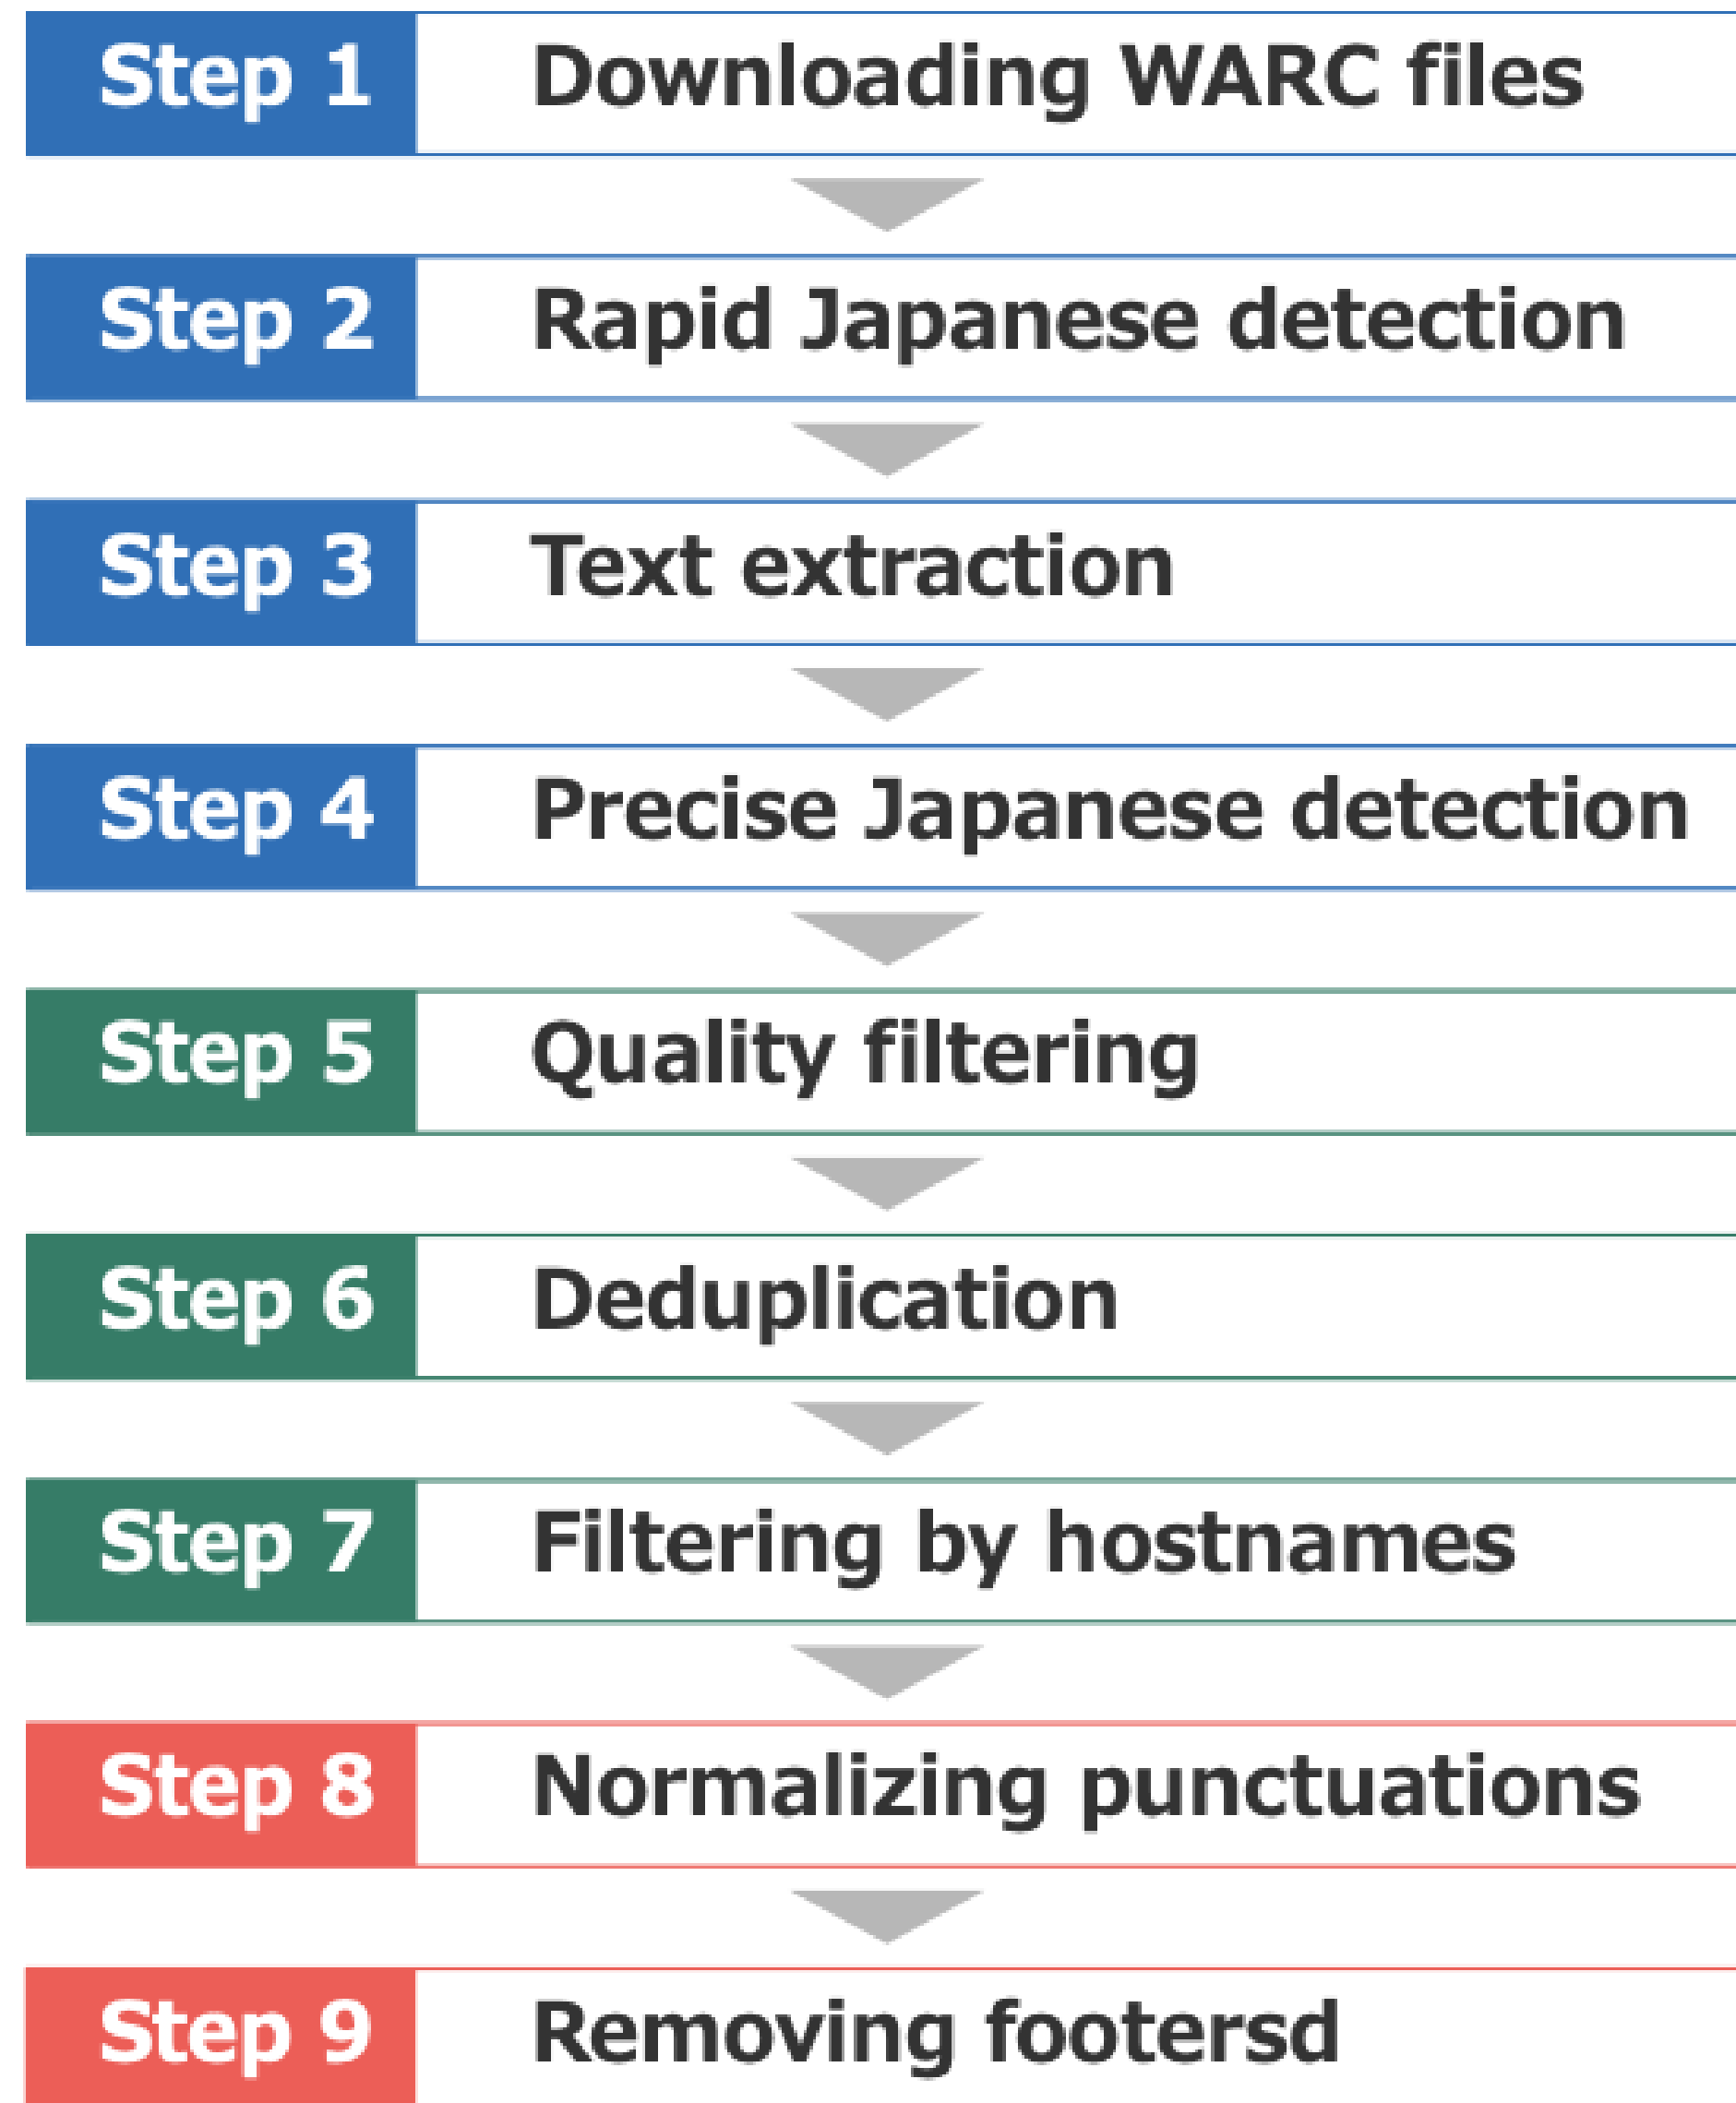 Step 1 Downloading WARC files
Step 2 Rapid Japanese detection
Step 3 Text extraction
Step 4 Precise Japanese detection
Step 5 Quality filtering
Step 6 Deduplication
Step 7 Filtering by hostnames
Step 8 Normalizing punctuations
Step 9 Removing footersd